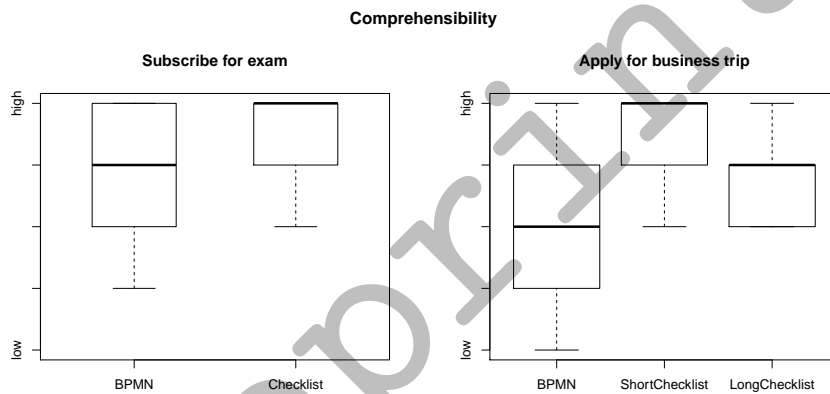 Comprehensibility
Subscribe for exam
Apply for business trip
high
low
BPMN
Checklist
high
low
BPMN
ShortChecklist
LongChecklist